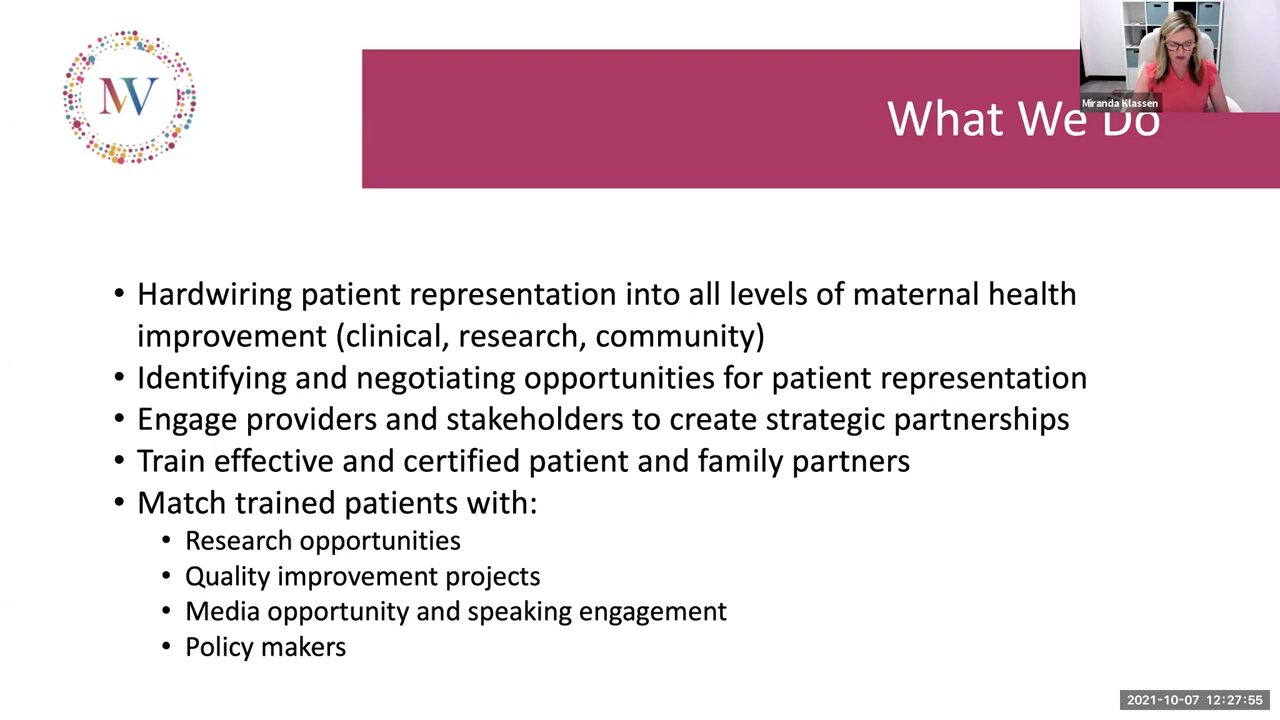 MV
What We Do
Miranda Klassen
• Hardwiring patient representation into all levels of maternal health
improvement (clinical, research, community)
• Identifying and negotiating opportunities for patient representation
• Engage providers and stakeholders to create strategic partnerships
• Train effective and certified patient and family partners
• Match trained patients with:
• Research opportunities
• Quality improvement projects
• Media opportunity and speaking engagement
• Policy makers
2021-10-07 12:27:55